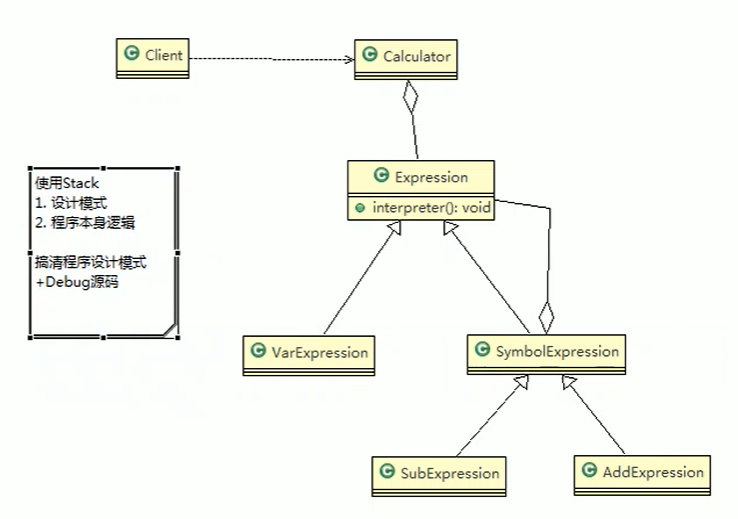 Client
Calculator
Expression
interpreter(): void
使用Stack
1. 设计模式
2. 程序本身逻辑
搞清程序设计模式
+Debug源码
VarExpression
SymbolExpression
SubExpression
AddExpression